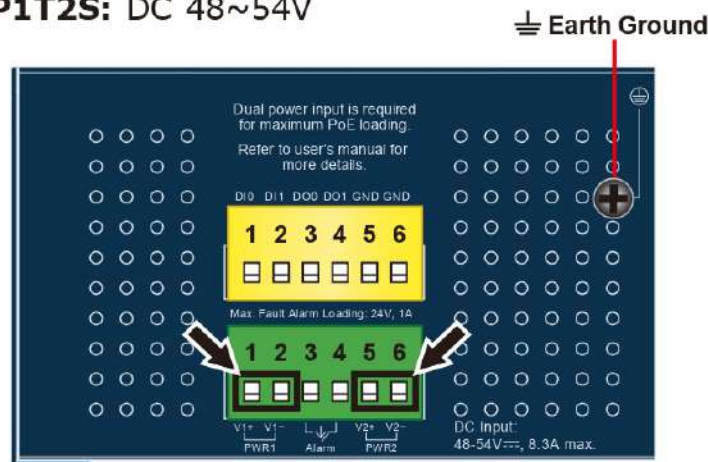 P1T2S: DC 48~54V
Earth Ground
Dual power input is required
for maximum PoE loading.
Refer to user's manual for
more details.
DI0 DI1 DO0 DO1 GND GND
1 2 3 4 5 6
Max. Fault Alarm Loading: 24V, 1A
1 2 3 4 5 6
V1+ V1- V2+ V2-
PWR1 Alarm PWR2
DC Input:
48-54V⎓, 8.3A max.